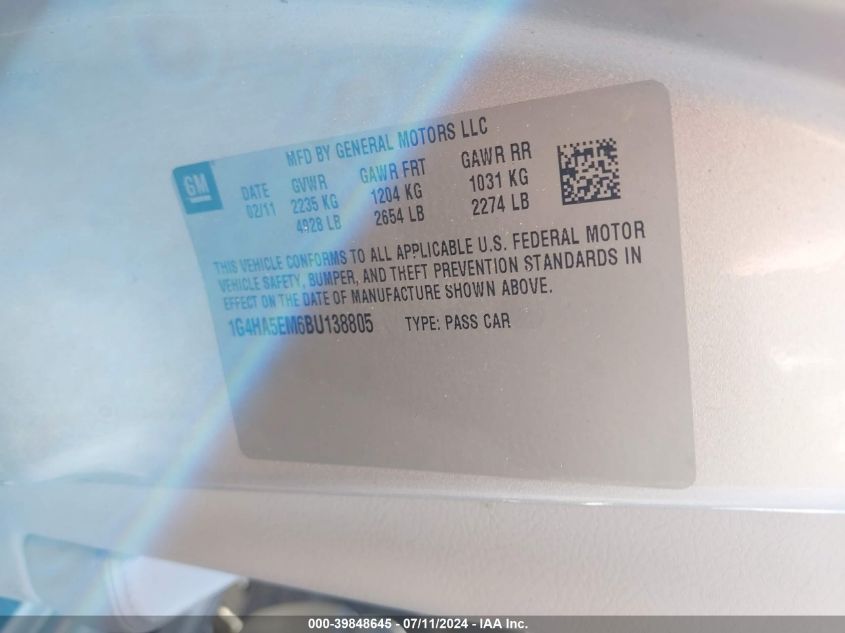 MFD BY GENERAL MOTORS LLC
GM
DATE GVWR GAWR FRT GAWR RR
02/11 2235 KG 1204 KG 1031 KG
4928 LB 2654 LB 2274 LB
THIS VEHICLE CONFORMS TO ALL APPLICABLE U.S. FEDERAL MOTOR
VEHICLE SAFETY, BUMPER, AND THEFT PREVENTION STANDARDS IN
EFFECT ON THE DATE OF MANUFACTURE SHOWN ABOVE.
1G4HA5EM6BU138805 TYPE: PASS CAR
000-39848645 - 07/11/2024 - IAA Inc.